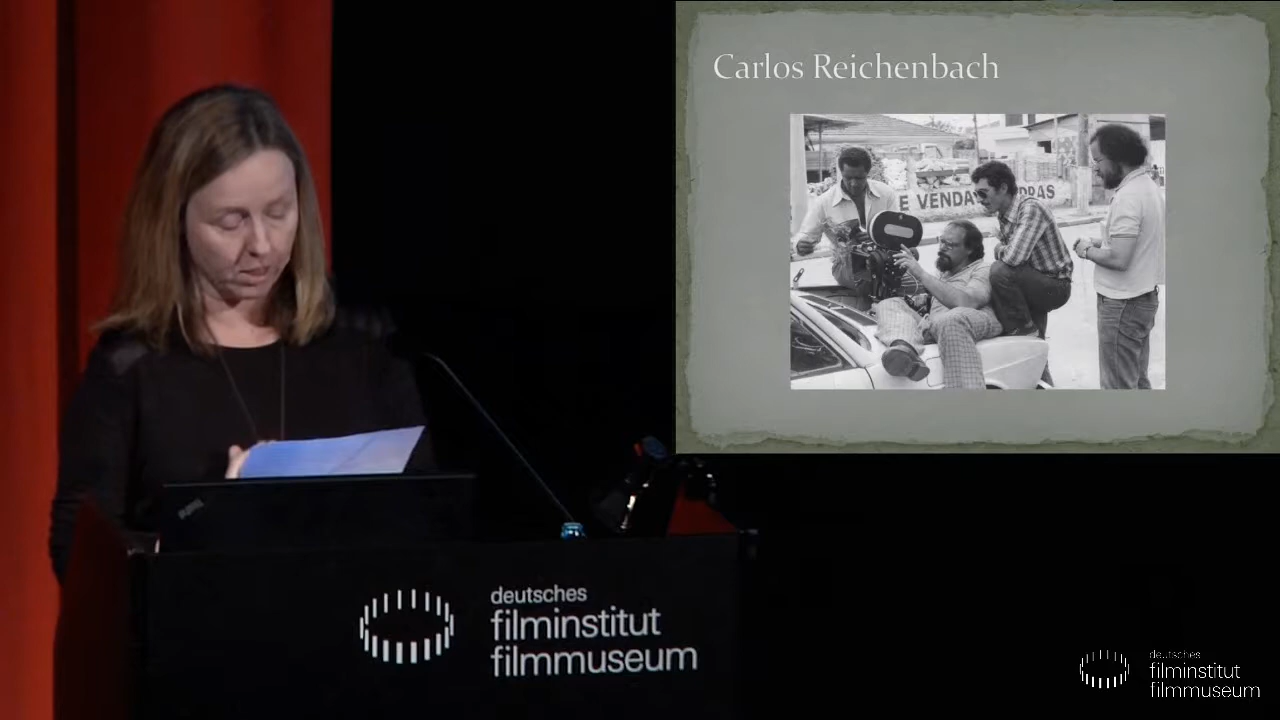 Carlos Reichenbach
E VENDA
DRAS
deutsches
filminstitut
filmmuseum
deutsches
filminstitut
filmmuseum